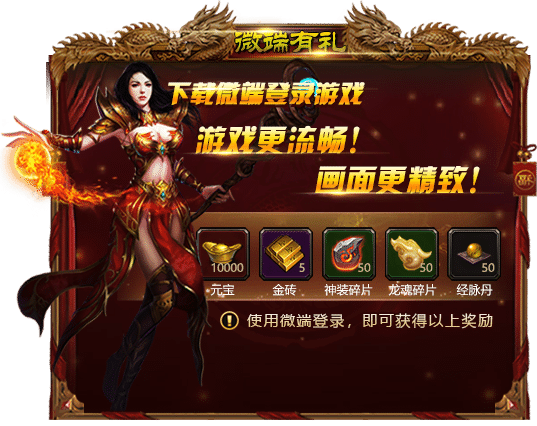 微端有礼
下载微端登录游戏
游戏更流畅！
画面更精致！
10000 5 50 50 50
元宝 金砖 神装碎片 龙魂碎片 经脉丹
使用微端登录，即可获得以上奖励